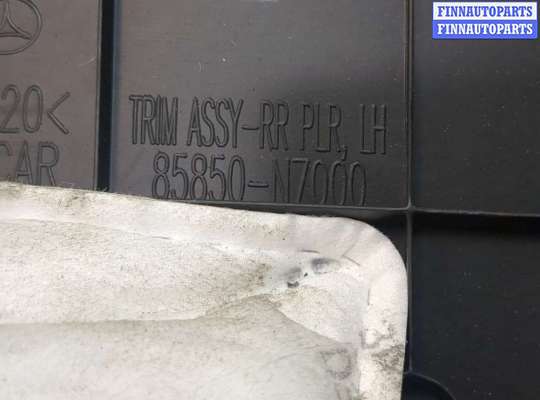 FINNAUTOPARTS
FINNAUTOPARTS
20<
CAR
TRIM ASSY-RR PLR, LH
85850-N7000